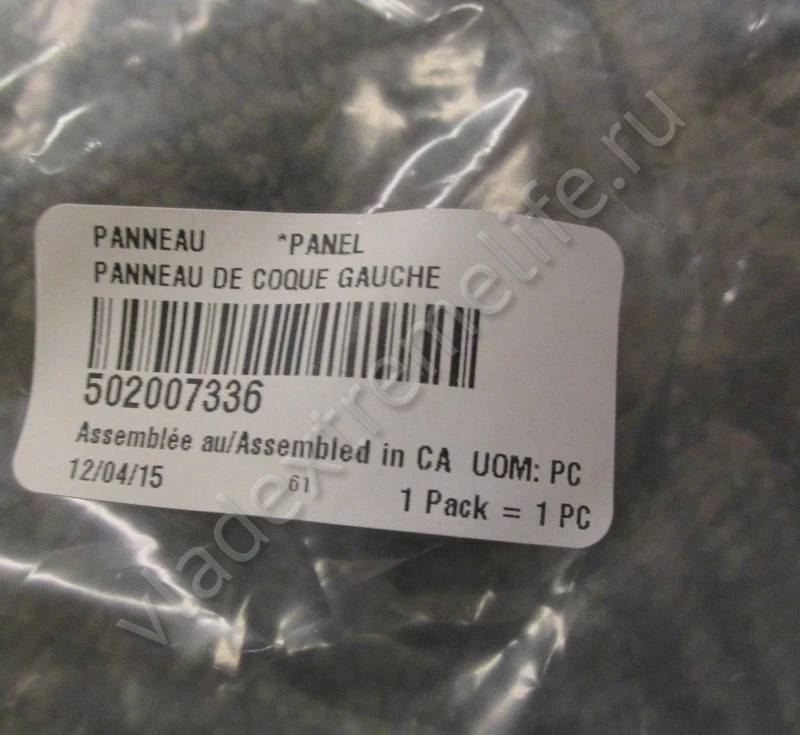 PANNEAU *PANEL
PANNEAU DE COQUE GAUCHE
502007336
Assemblée au/Assembled in CA UOM: PC
12/04/15 61 1 Pack = 1 PC
vladextremelife.ru